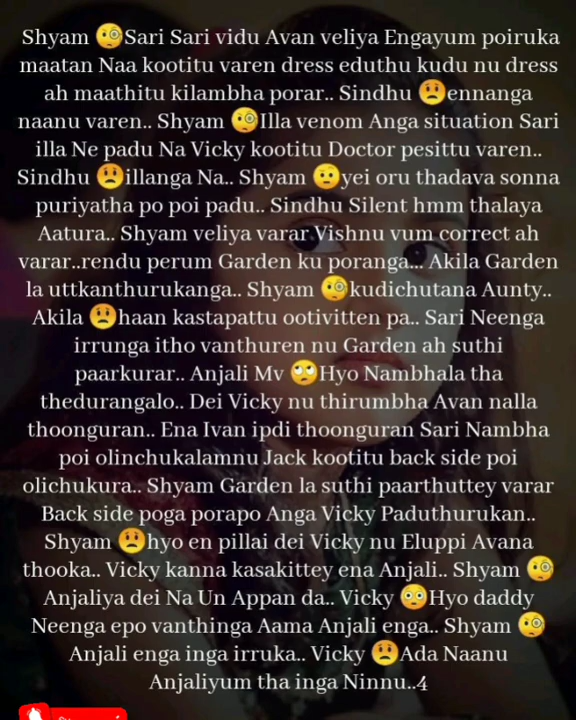 Shyam 🧐Sari Sari vidu Avan veliya Engayum poiruka
maatan Naa kootitu varen dress eduthu kudu nu dress
ah maathitu kilambha porar.. Sindhu 😟ennanga
naanu varen.. Shyam 🧐Illa venom Anga situation Sari
illa Ne padu Na Vicky kootitu Doctor pesittu varen..
Sindhu 😟illanga Na.. Shyam 🤨yei oru thadava sonna
puriyatha po poi padu.. Sindhu Silent hmm thalaya
Aatura.. Shyam veliya varar Vishnu vum correct ah
varar..rendu perum Garden ku poranga... Akila Garden
la uttkanthurukanga.. Shyam 🧐kudichutana Aunty..
Akila 😟haan kastapattu ootivitten pa.. Sari Neenga
irrunga itho vanthuren nu Garden ah suthi
paarkurar.. Anjali Mv 🙄Hyo Nambhala tha
thedurangalo.. Dei Vicky nu thirumbha Avan nalla
thoonguran.. Ena Ivan ipdi thoonguran Sari Nambha
poi olinchukalamnu Jack kootitu back side poi
olichukura.. Shyam Garden la suthi paarthuttey varar
Back side poga porapo Anga Vicky Paduthurukan..
Shyam 😟hyo en pillai dei Vicky nu Eluppi Avana
thooka.. Vicky kanna kasakittey ena Anjali.. Shyam 🧐
Anjaliya dei Na Un Appan da.. Vicky 😳Hyo daddy
Neenga epo vanthinga Aama Anjali enga.. Shyam 🧐
Anjali enga inga irruka.. Vicky 😟Ada Naanu
Anjaliyum tha inga Ninnu..4